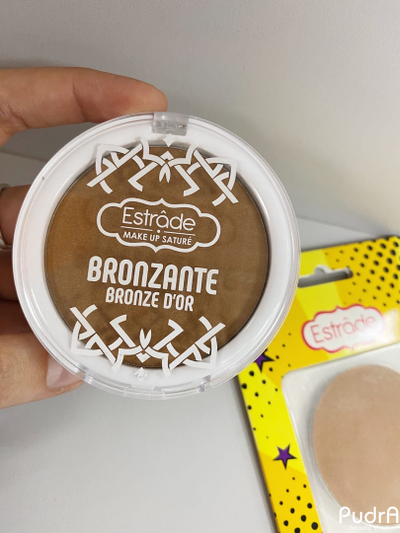 Estrâde
MAKE UP SATURÉ
BRONZANTE
BRONZE D'OR
Estrâde
PudrA